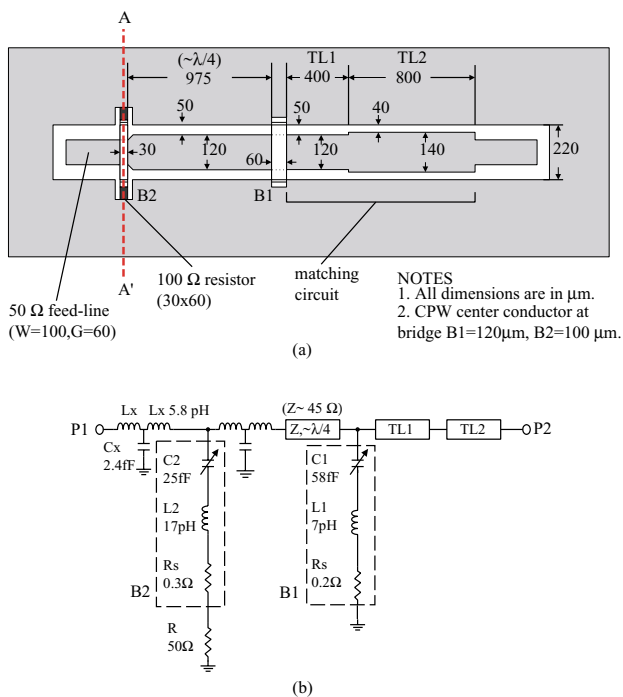 A
(~λ/4)
975
TL1
400
TL2
800
50
50
40
30
120
60
120
140
220
B2
B1
A'
50 Ω feed-line
(W=100,G=60)
100 Ω resistor
(30x60)
matching
circuit
NOTES
1. All dimensions are in μm.
2. CPW center conductor at
bridge B1=120μm, B2=100 μm.
(a)
P1
Lx
Lx 5.8 pH
(Z~ 45 Ω)
Z,~λ/4
TL1
TL2
P2
Cx
2.4fF
C2
25fF
L2
17pH
Rs
0.3Ω
B2
R
50Ω
C1
58fF
L1
7pH
Rs
0.2Ω
B1
(b)